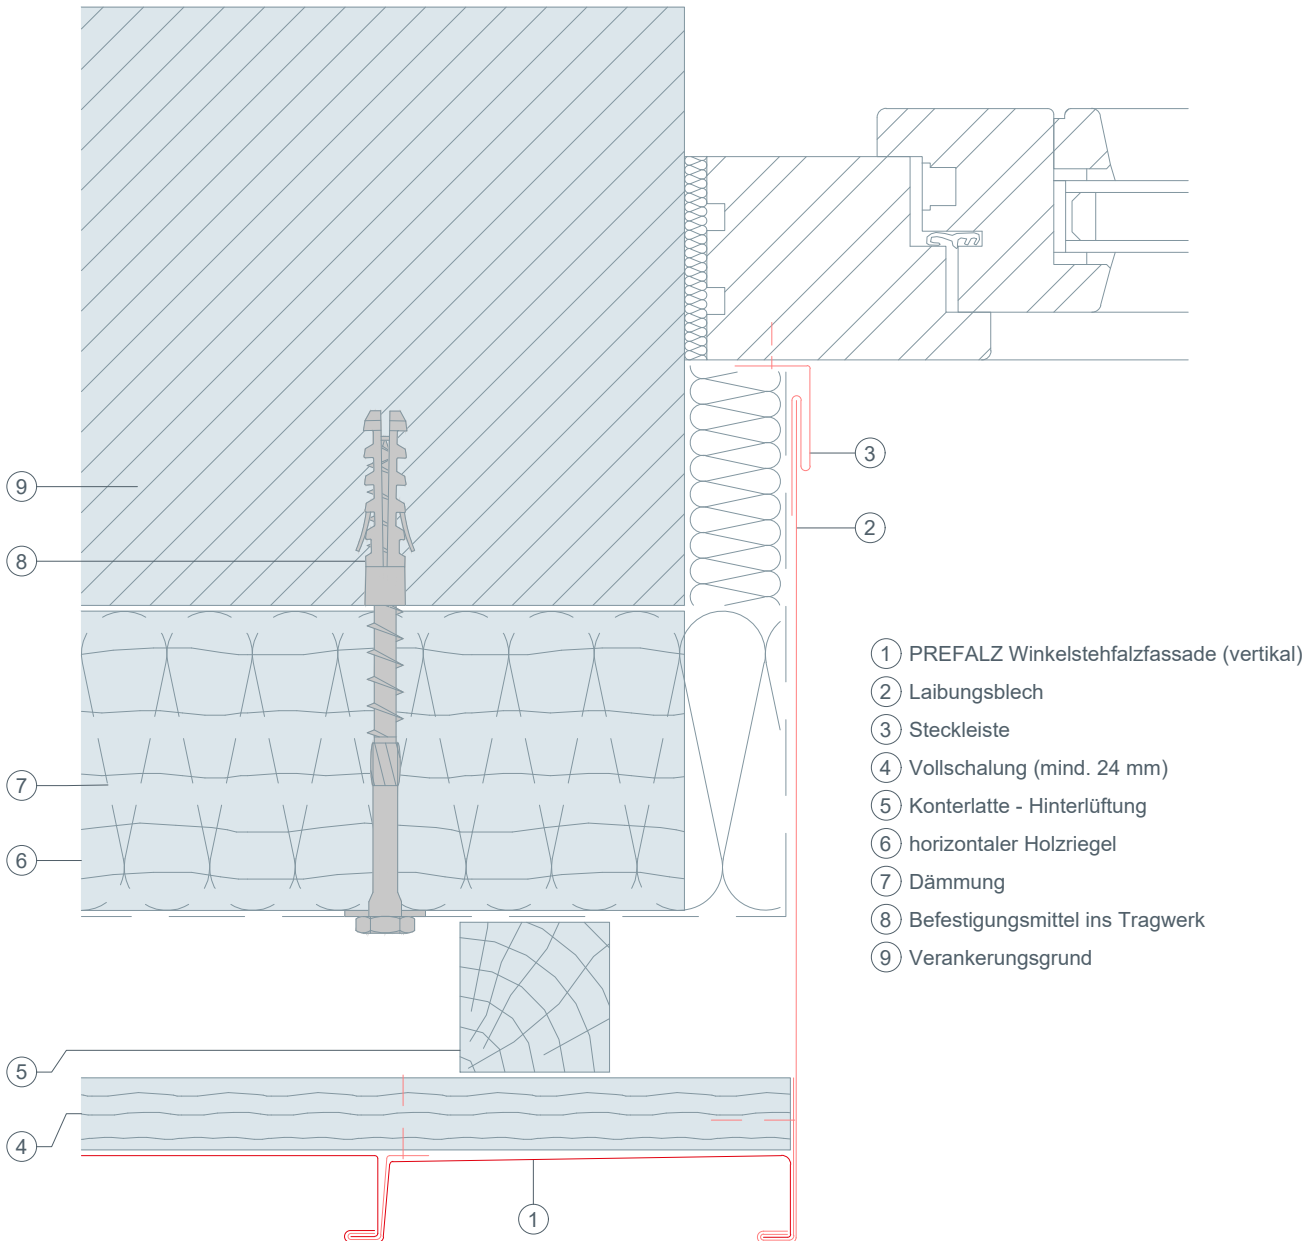 3
9
2
8
1 PREFALZ Winkelstehfalzfassade (vertikal)
2 Laibungsblech
3 Steckleiste
4 Vollschalung (mind. 24 mm)
7
5 Konterlatte - Hinterlüftung
6
6 horizontaler Holzriegel
7 Dämmung
8 Befestigungsmittel ins Tragwerk
9 Verankerungsgrund
5
4
1